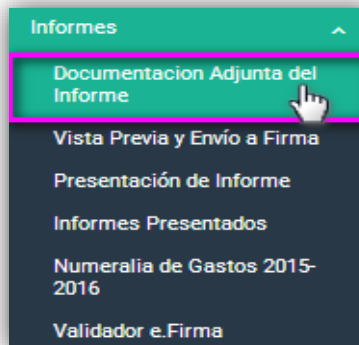 Informes
Documentacion Adjunta del
Informe
Vista Previa y Envío a Firma
Presentación de Informe
Informes Presentados
Numeralia de Gastos 2015-
2016
Validador e.Firma